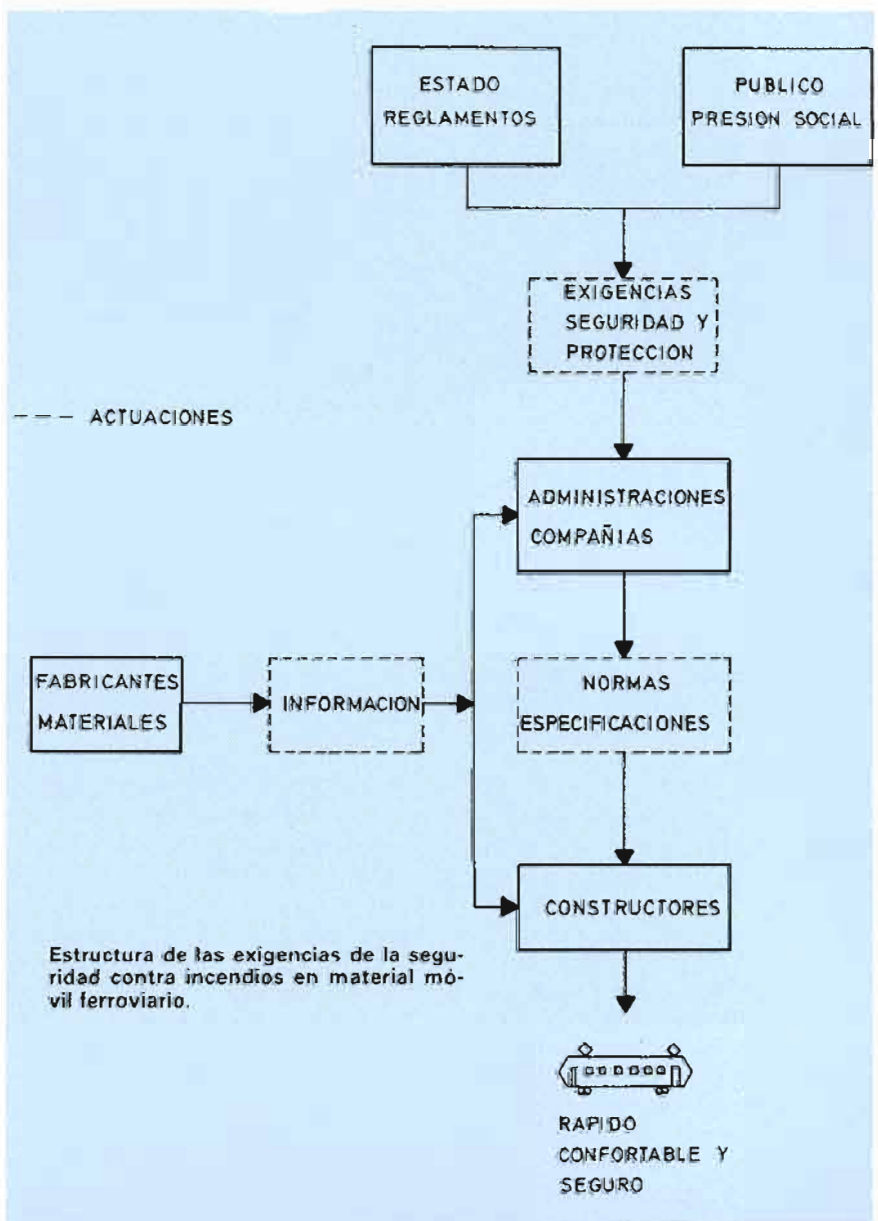 ESTADO
REGLAMENTOS
PUBLICO
PRESION SOCIAL
EXIGENCIAS
SEGURIDAD Y
PROTECCION
--- ACTUACIONES
ADMINISTRACIONES
COMPAÑIAS
FABRICANTES
MATERIALES
INFORMACION
NORMAS
ESPECIFICACIONES
CONSTRUCTORES
Estructura de las exigencias de la segu-
ridad contra incendios en material mó-
vil ferroviario.
RAPIDO
CONFORTABLE Y
SEGURO